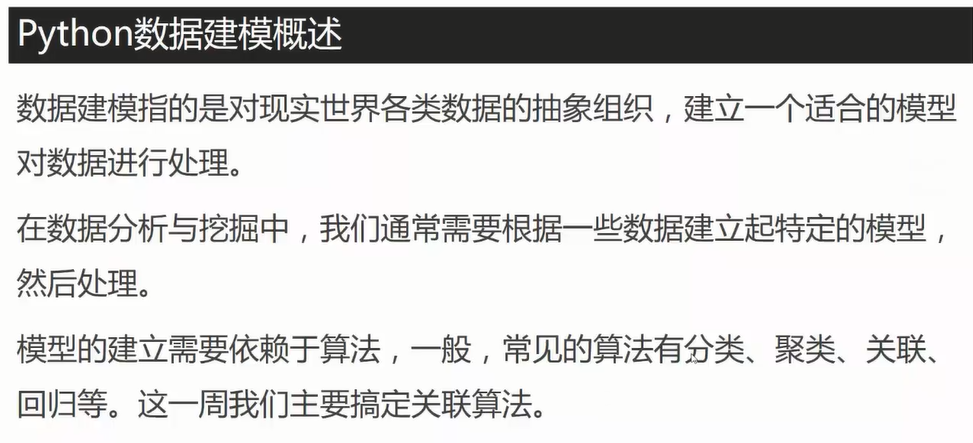 Python数据建模概述
数据建模指的是对现实世界各类数据的抽象组织，建立一个适合的模型
对数据进行处理。
在数据分析与挖掘中，我们通常需要根据一些数据建立起特定的模型，
然后处理。
模型的建立需要依赖于算法，一般，常见的算法有分类、聚类、关联、
回归等。这一周我们主要搞定关联算法。